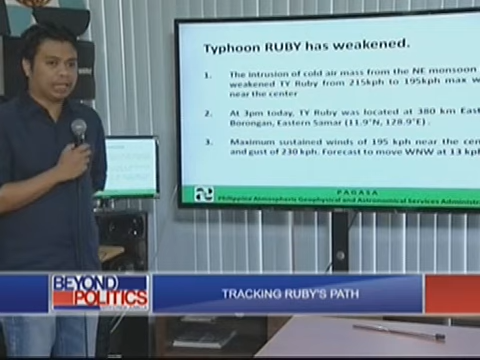 Typhoon RUBY has weakened.
1. The intrusion of cold air mass from the NE monsoon
weakened TY Ruby from 215kph to 195kph max w
near the center
2. At 3pm today, TY Ruby was located at 380 km East
Borongan, Eastern Samar (11.9°N, 128.9°E) .
3. Maximum sustained winds of 195 kph near the cen
and gust of 230 kph. Forecast to move WNW at 13 kp
PAGASA
Philippine Atmospheric Geophysical and Astronomical Services Administ
BEYOND
POLITICS
TRACKING RUBY'S PATH